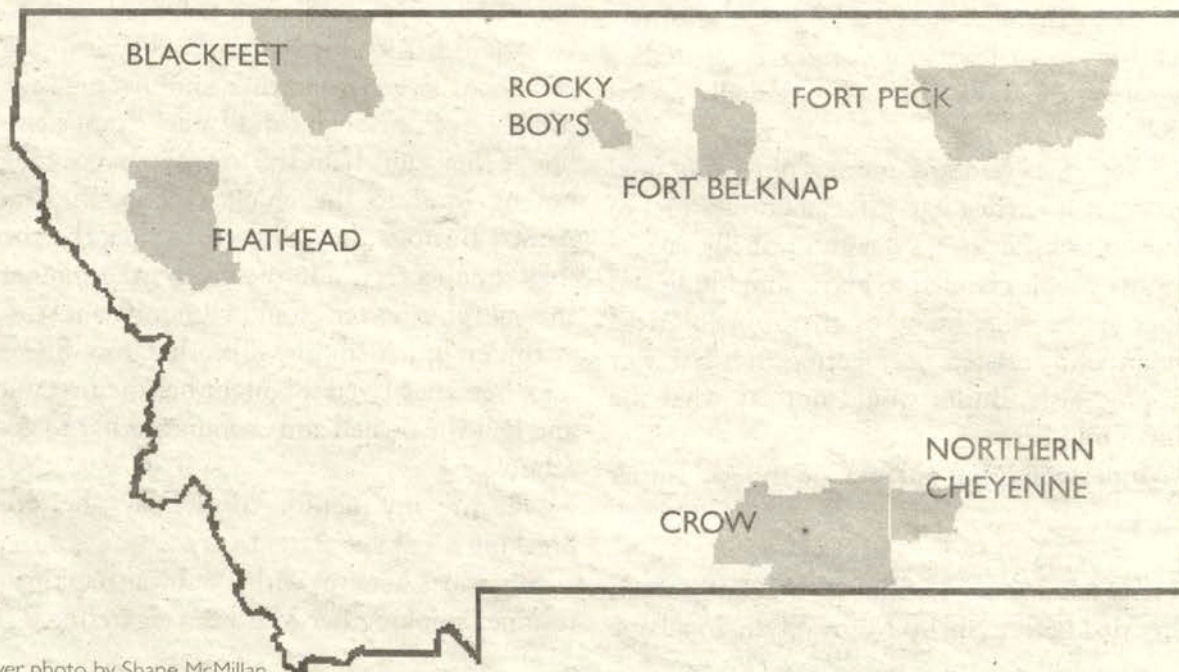 BLACKFEET
ROCKY
BOY'S
FORT PECK
FORT BELKNAP
FLATHEAD
NORTHERN
CHEYENNE
CROW
photo by Shane McMillan